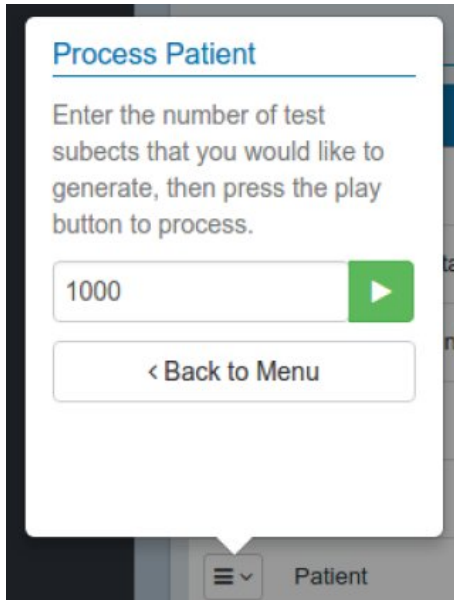 Process Patient
Enter the number of test
subects that you would like to
generate, then press the play
button to process.
1000
Back to Menu
Patient